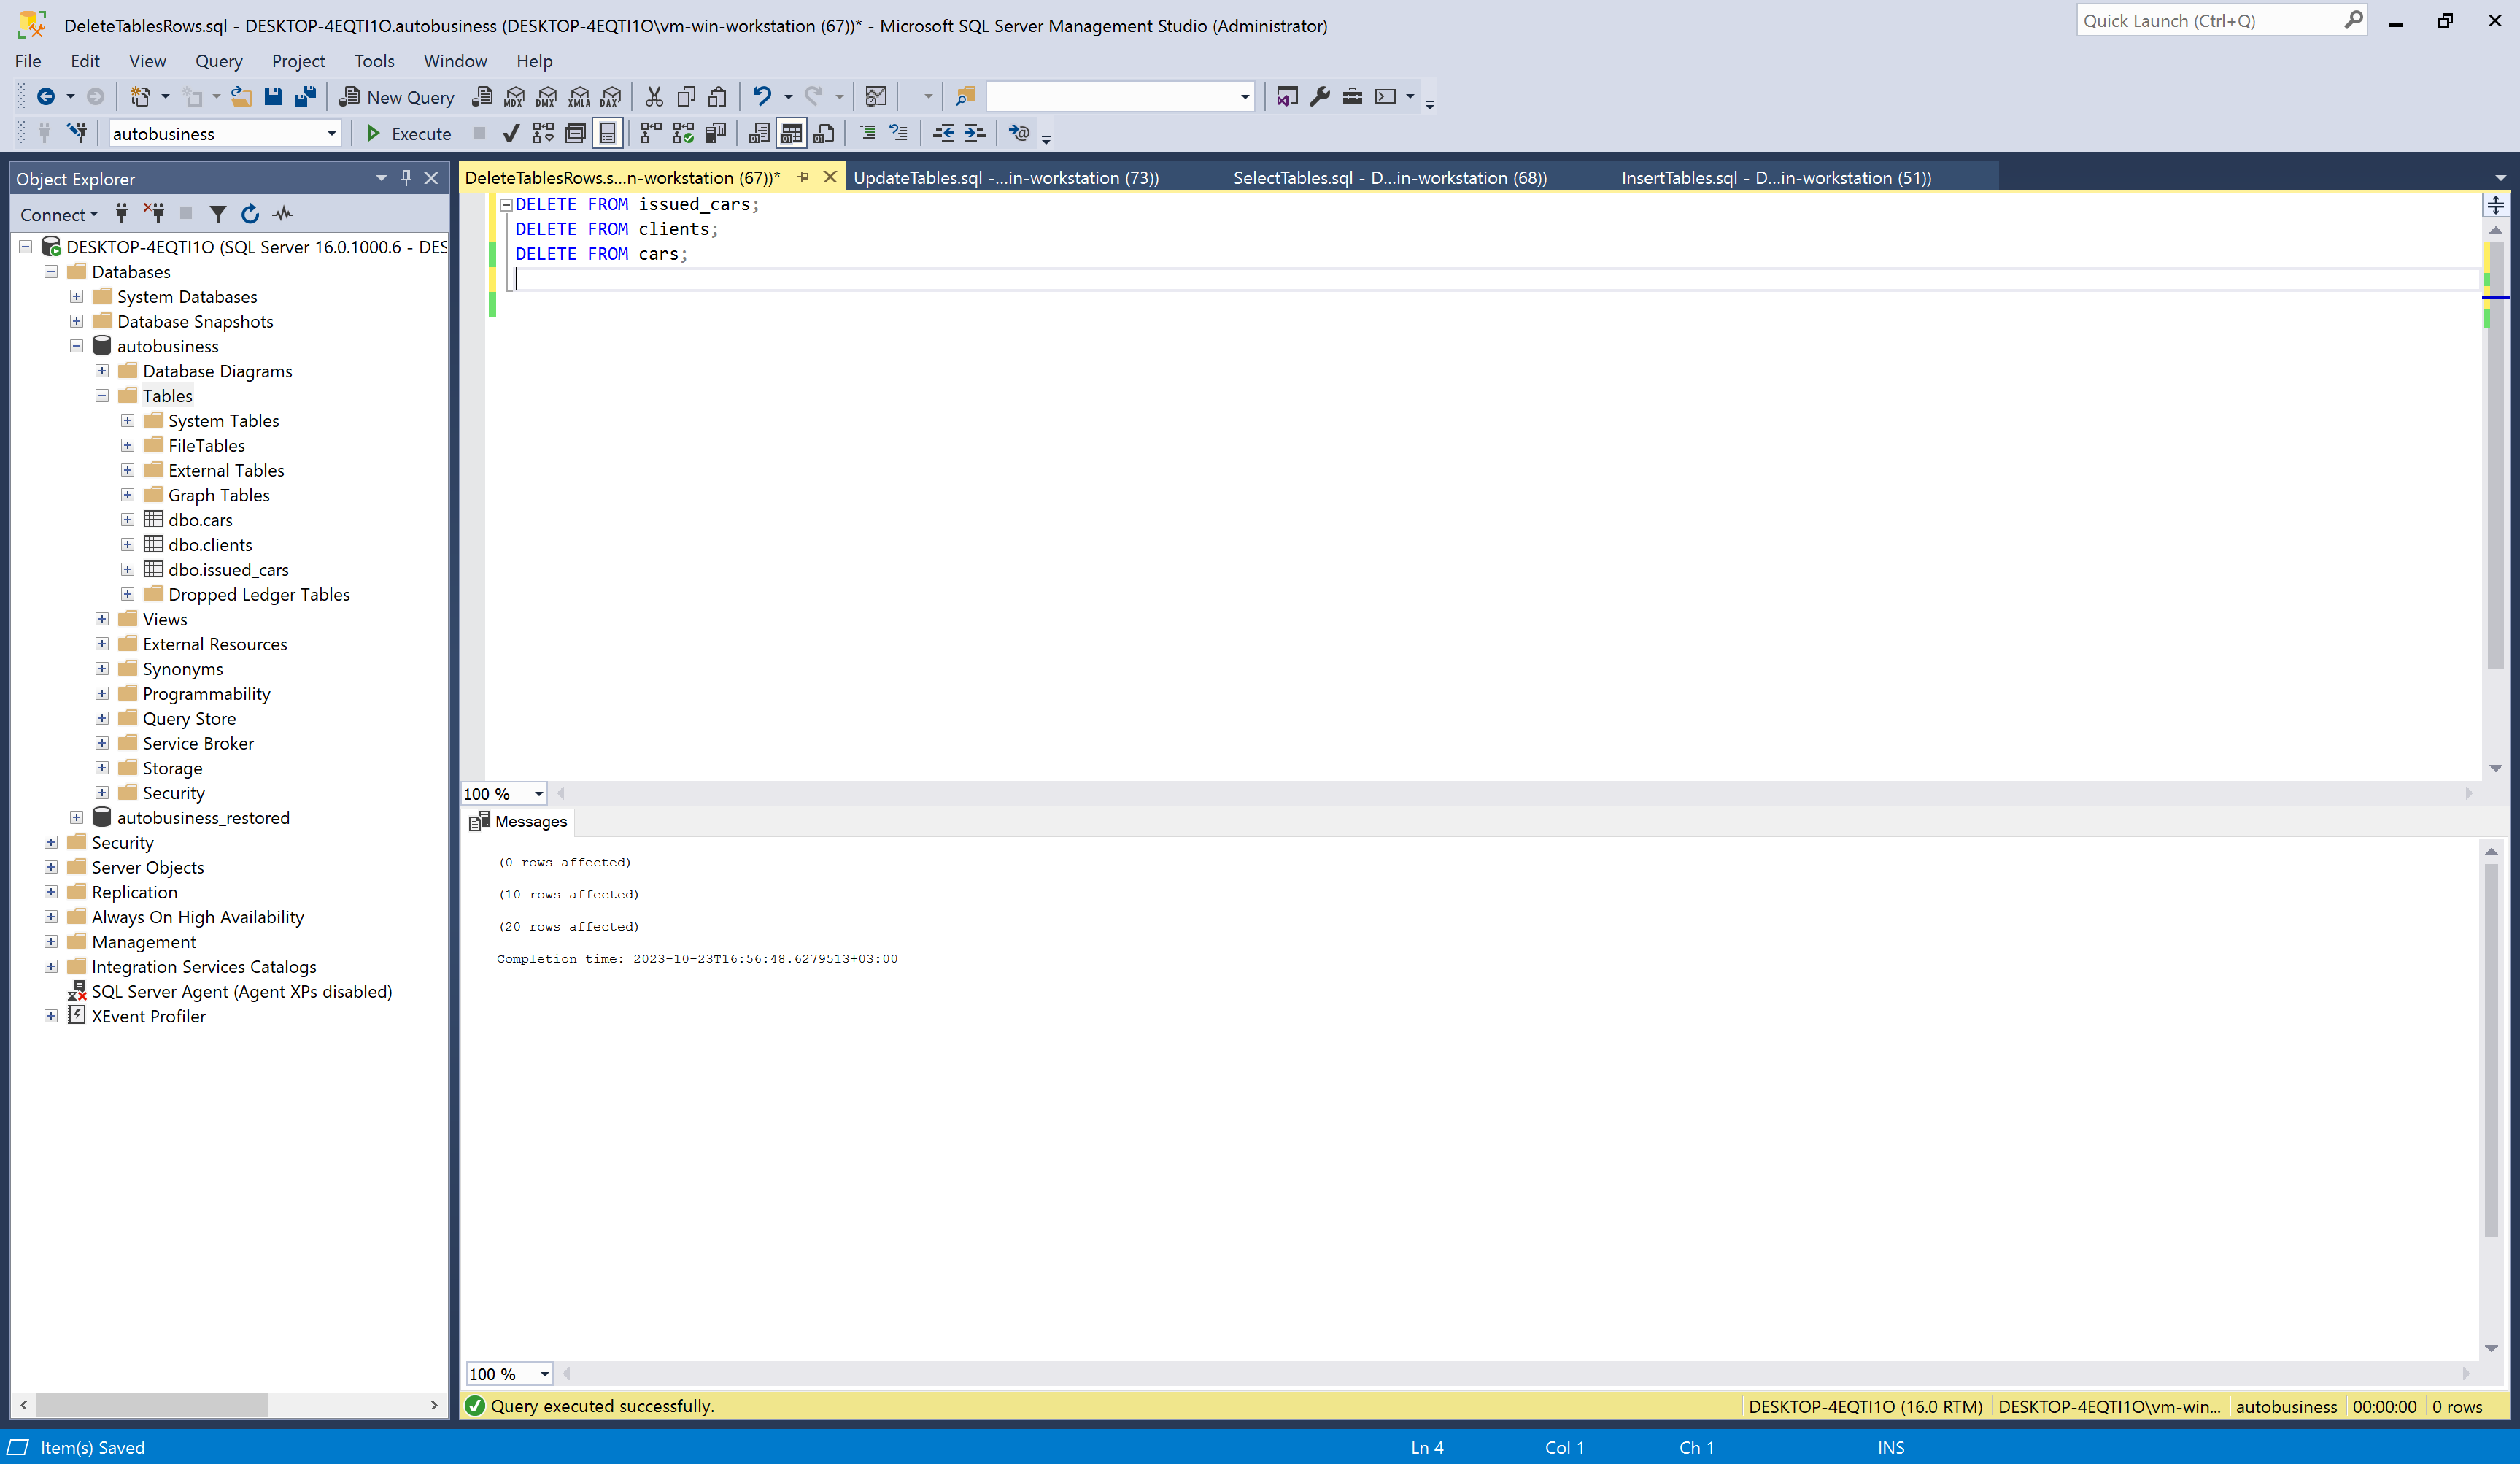 DeleteTablesRows.sql - DESKTOP-4EQTI1O.autobusiness (DESKTOP-4EQTI1O\vm-win-workstation (67))* - Microsoft SQL Server Management Studio (Administrator)
Quick Launch (Ctrl+Q)
File Edit View Query Project Tools Window Help
New Query MDX DMX XMLA DAX
autobusiness Execute
Object Explorer
DeleteTablesRows.s...n-workstation (67))* UpdateTables.sql -...in-workstation (73)) SelectTables.sql - D...in-workstation (68)) InsertTables.sql - D...in-workstation (51))
Connect
DESKTOP-4EQTI1O (SQL Server 16.0.1000.6 - DES
Databases
System Databases
Database Snapshots
autobusiness
Database Diagrams
Tables
System Tables
FileTables
External Tables
Graph Tables
dbo.cars
dbo.clients
dbo.issued_cars
Dropped Ledger Tables
Views
External Resources
Synonyms
Programmability
Query Store
Service Broker
Storage
Security
autobusiness_restored
Security
Server Objects
Replication
Always On High Availability
Management
Integration Services Catalogs
SQL Server Agent (Agent XPs disabled)
XEvent Profiler
DELETE FROM issued_cars;
DELETE FROM clients;
DELETE FROM cars;
100 %
Messages
(0 rows affected)
(10 rows affected)
(20 rows affected)
Completion time: 2023-10-23T16:56:48.6279513+03:00
100 %
Query executed successfully. DESKTOP-4EQTI1O (16.0 RTM) DESKTOP-4EQTI1O\vm-win... autobusiness 00:00:00 0 rows
Item(s) Saved Ln 4 Col 1 Ch 1 INS